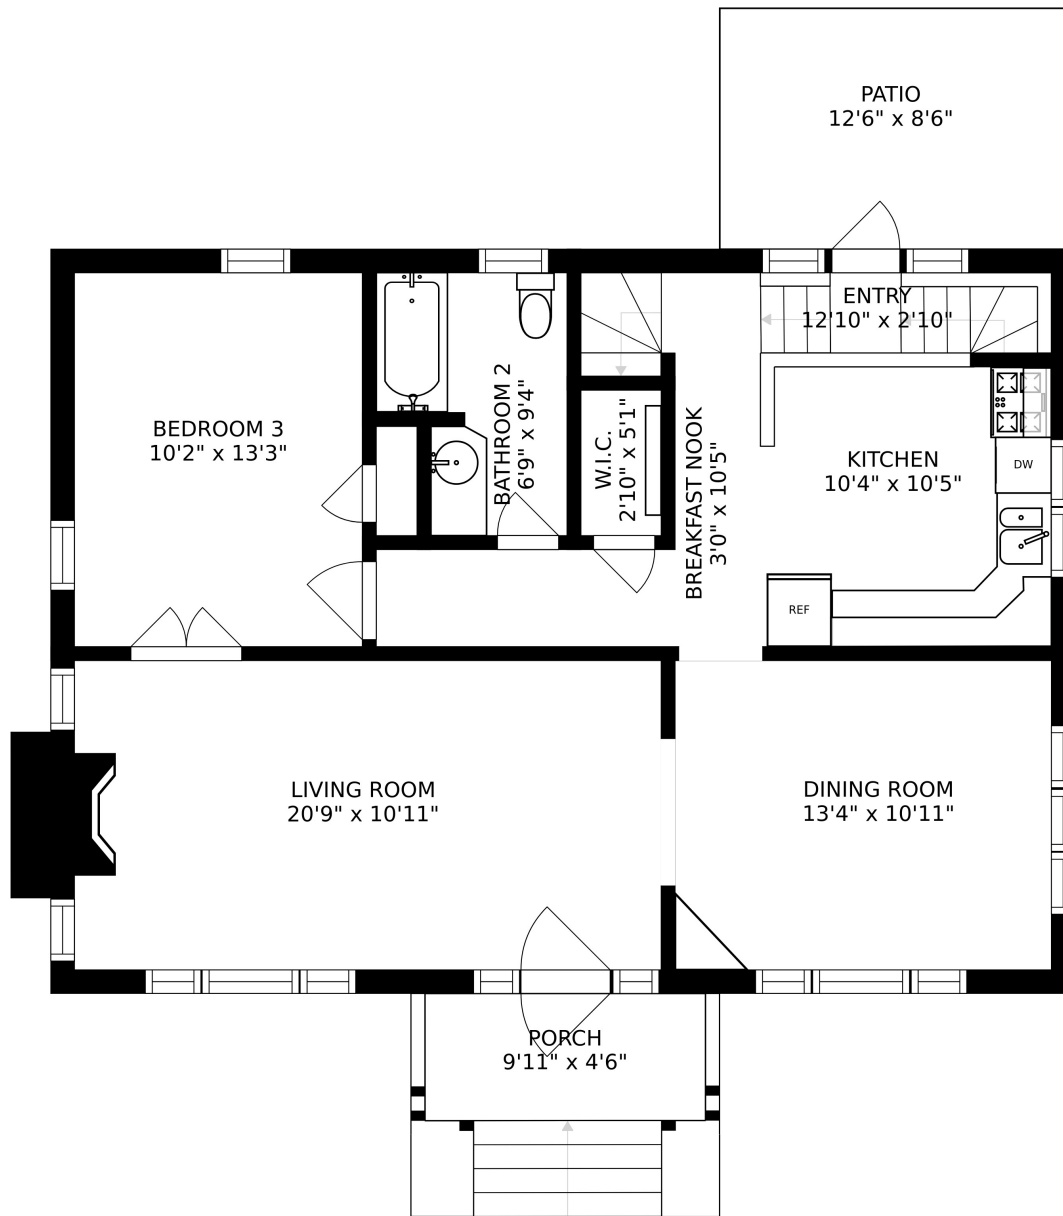 PATIO
12'6" x 8'6"
ENTRY
12'10" x 2'10"
BEDROOM 3
10'2" x 13'3"
BATHROOM 2
6'9" x 9'4"
W.I.C.
2'10" x 5'1"
BREAKFAST NOOK
3'0" x 10'5"
KITCHEN
10'4" x 10'5"
DW
REF
LIVING ROOM
20'9" x 10'11"
DINING ROOM
13'4" x 10'11"
PORCH
9'11" x 4'6"